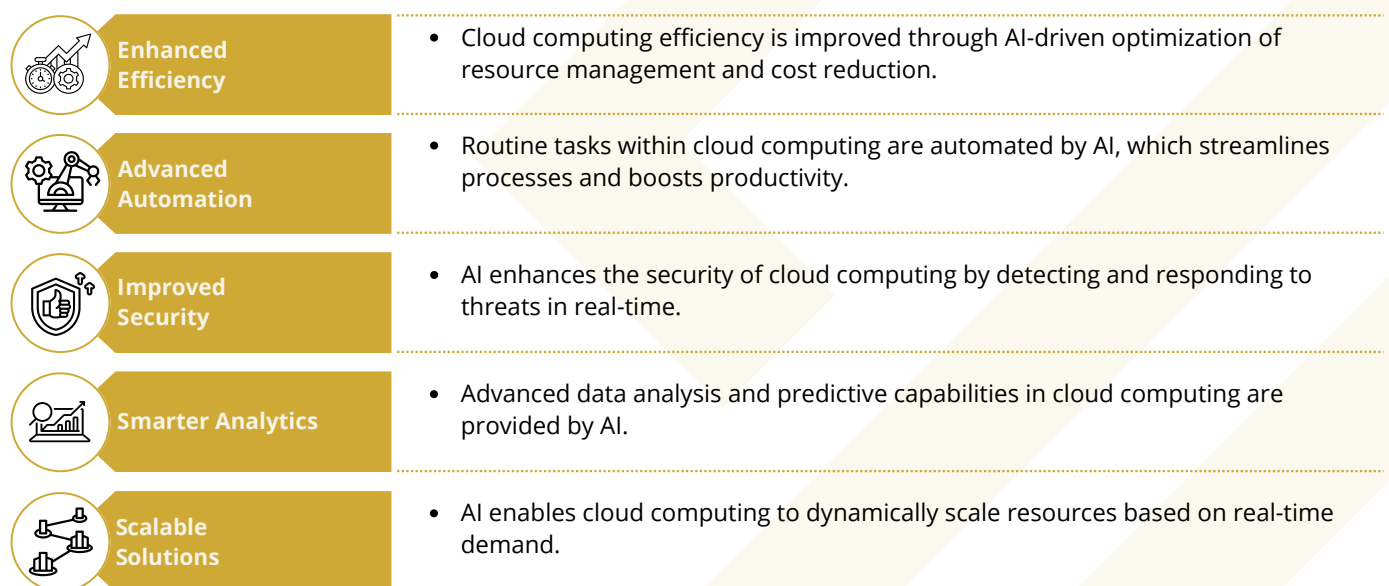 Enhanced
Efficiency
• Cloud computing efficiency is improved through AI-driven optimization of
resource management and cost reduction.
Advanced
Automation
• Routine tasks within cloud computing are automated by AI, which streamlines
processes and boosts productivity.
Improved
Security
• AI enhances the security of cloud computing by detecting and responding to
threats in real-time.
Smarter Analytics
• Advanced data analysis and predictive capabilities in cloud computing are
provided by AI.
Scalable
Solutions
• AI enables cloud computing to dynamically scale resources based on real-time
demand.